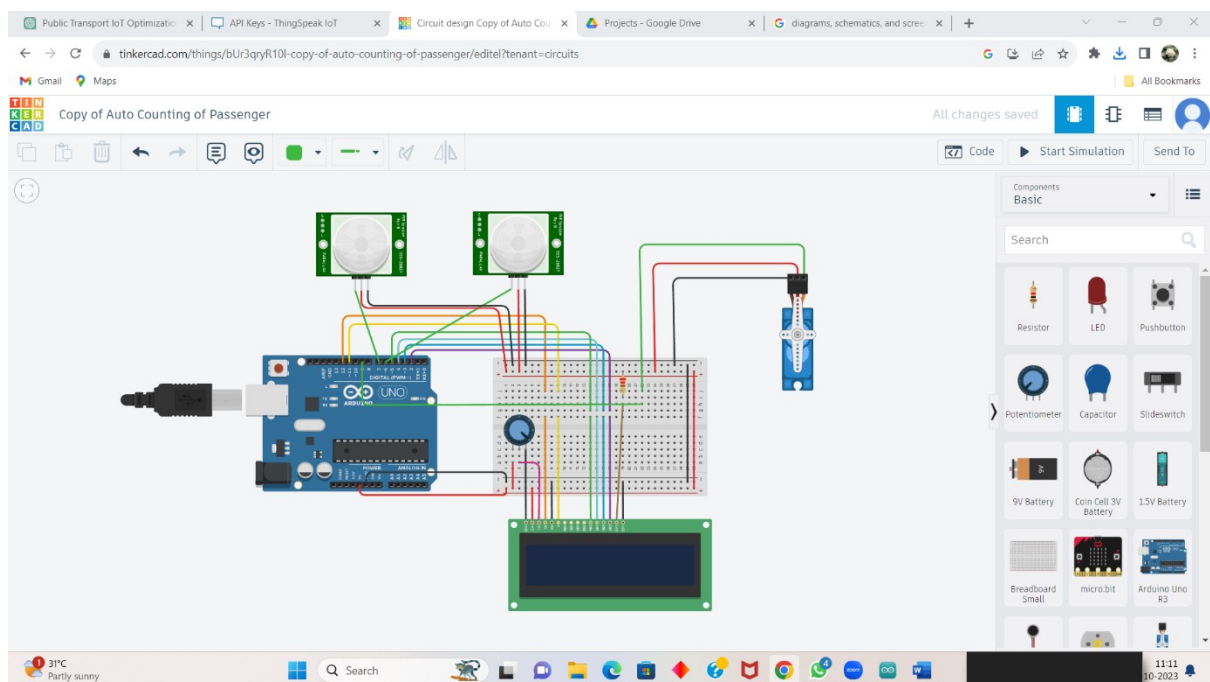 Public Transport IoT Optimizatio
API Keys - ThingSpeak IoT
Circuit design Copy of Auto Cou
Projects - Google Drive
diagrams, schematics, and scree
tinkercad.com/things/bUr3qryR10l-copy-of-auto-counting-of-passenger/editel?tenant=circuits
Gmail
Maps
All Bookmarks
TIN
KER
CAD
Copy of Auto Counting of Passenger
All changes saved
Code
Start Simulation
Send To
Components
Basic
Search
Resistor
LED
Pushbutton
Potentiometer
Capacitor
Slideswitch
9V Battery
Coin Cell 3V
Battery
1.5V Battery
Breadboard
Small
micro:bit
Arduino Uno
R3
DIGITAL (PWM~)
UNO
ARDUINO
POWER
ANALOG IN
31°C
Partly sunny
Search
11:11
10-2023